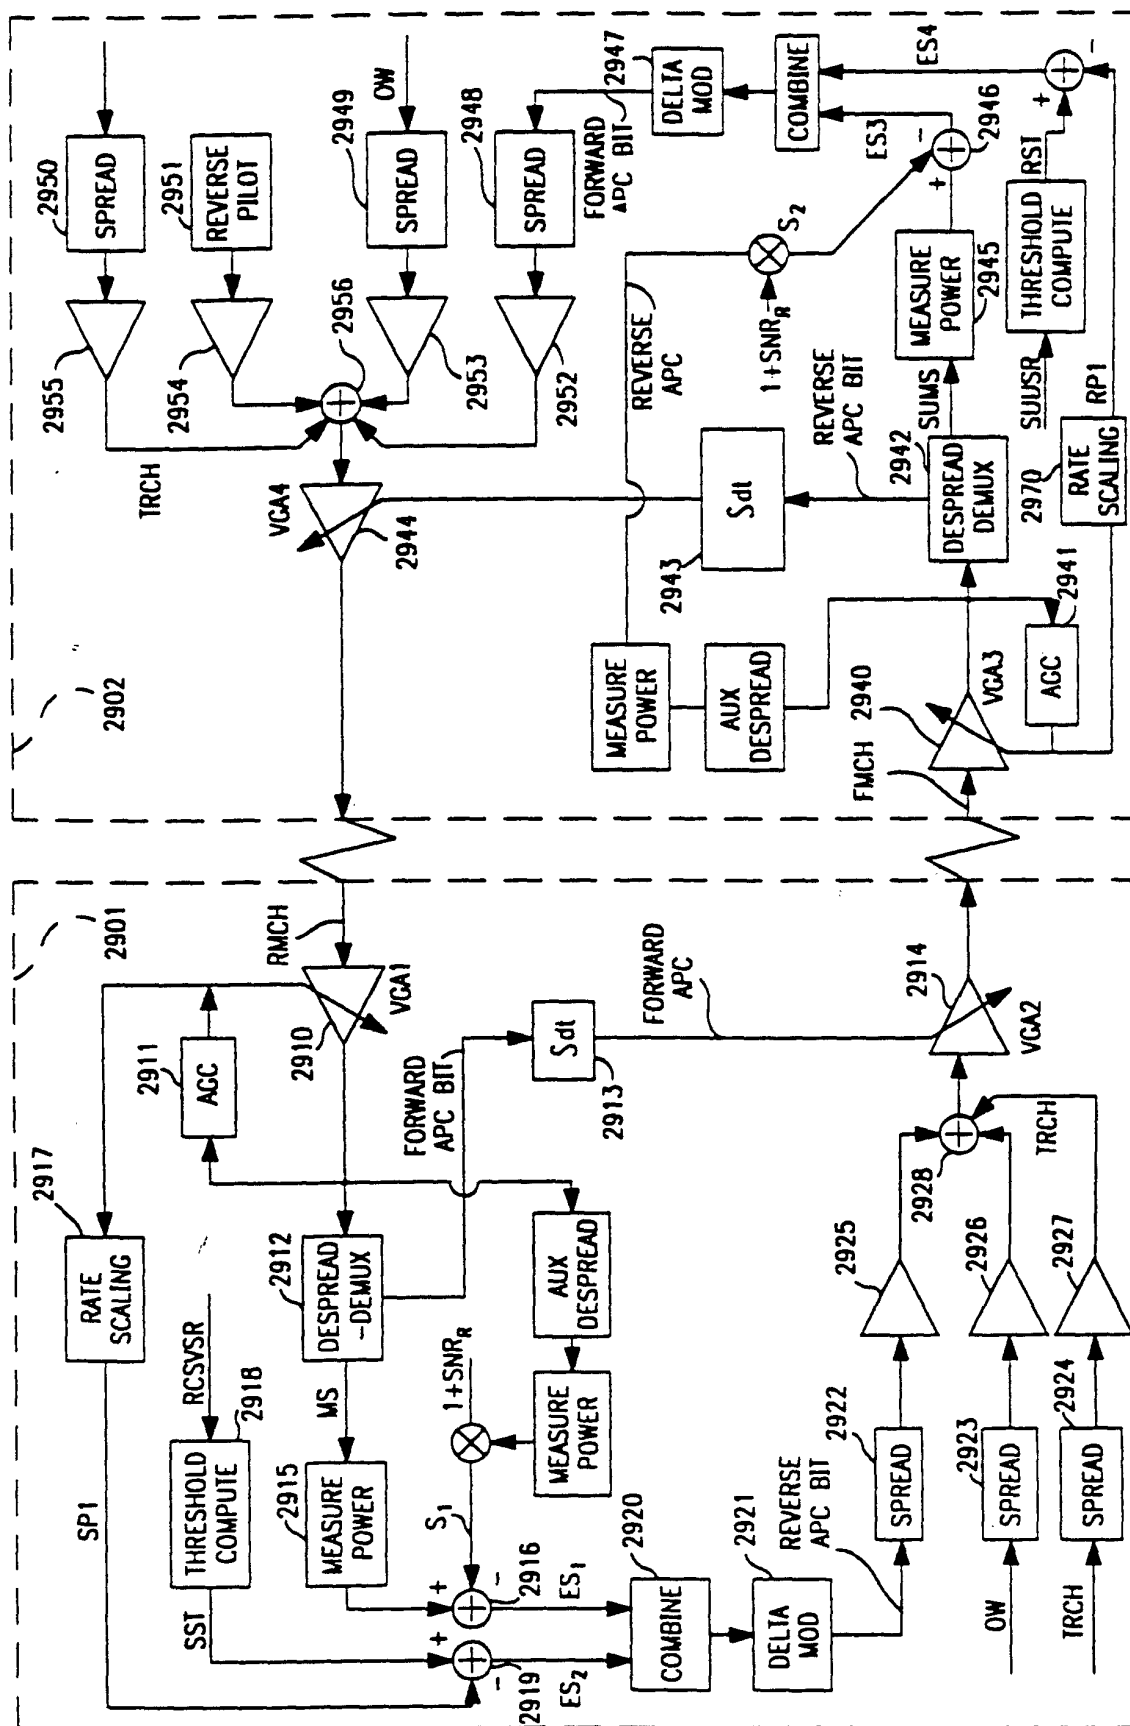 2901
2917
RATE
SCALING
SP1
2911
AGC
RMCH
VGA1
2910
RCSVSR
2918
THRESHOLD
COMPUTE
SST
2912
DESPREAD
-DEMUX
MS
2915
MEASURE
POWER
FORWARD
APC BIT
∫dt
2913
FORWARD
APC
AUX
DESPREAD
MEASURE
POWER
1+SNRR
S1
+
-
2916
ES1
+
-
2919
ES2
2920
COMBINE
2921
DELTA
MOD
REVERSE
APC BIT
2922
SPREAD
2925
OW
2923
SPREAD
2926
TRCH
2924
SPREAD
2927
TRCH
2928
2914
VGA2
2902
2950
SPREAD
2955
TRCH
2951
REVERSE
PILOT
2954
OW
2949
SPREAD
2953
2956
2948
SPREAD
2952
FORWARD
APC BIT
2947
DELTA
MOD
COMBINE
ES3
ES4
VGA4
2944
2943
∫dt
REVERSE
APC
REVERSE
APC BIT
1+SNRR
S2
+
-
2946
MEASURE
POWER
AUX
DESPREAD
FMCH
2940
VGA3
AGC
2941
2942
DESPREAD
DEMUX
SUMS
MEASURE
POWER
2945
SUUSR
THRESHOLD
COMPUTE
RST
+
-
2970
RATE
SCALING
RP1